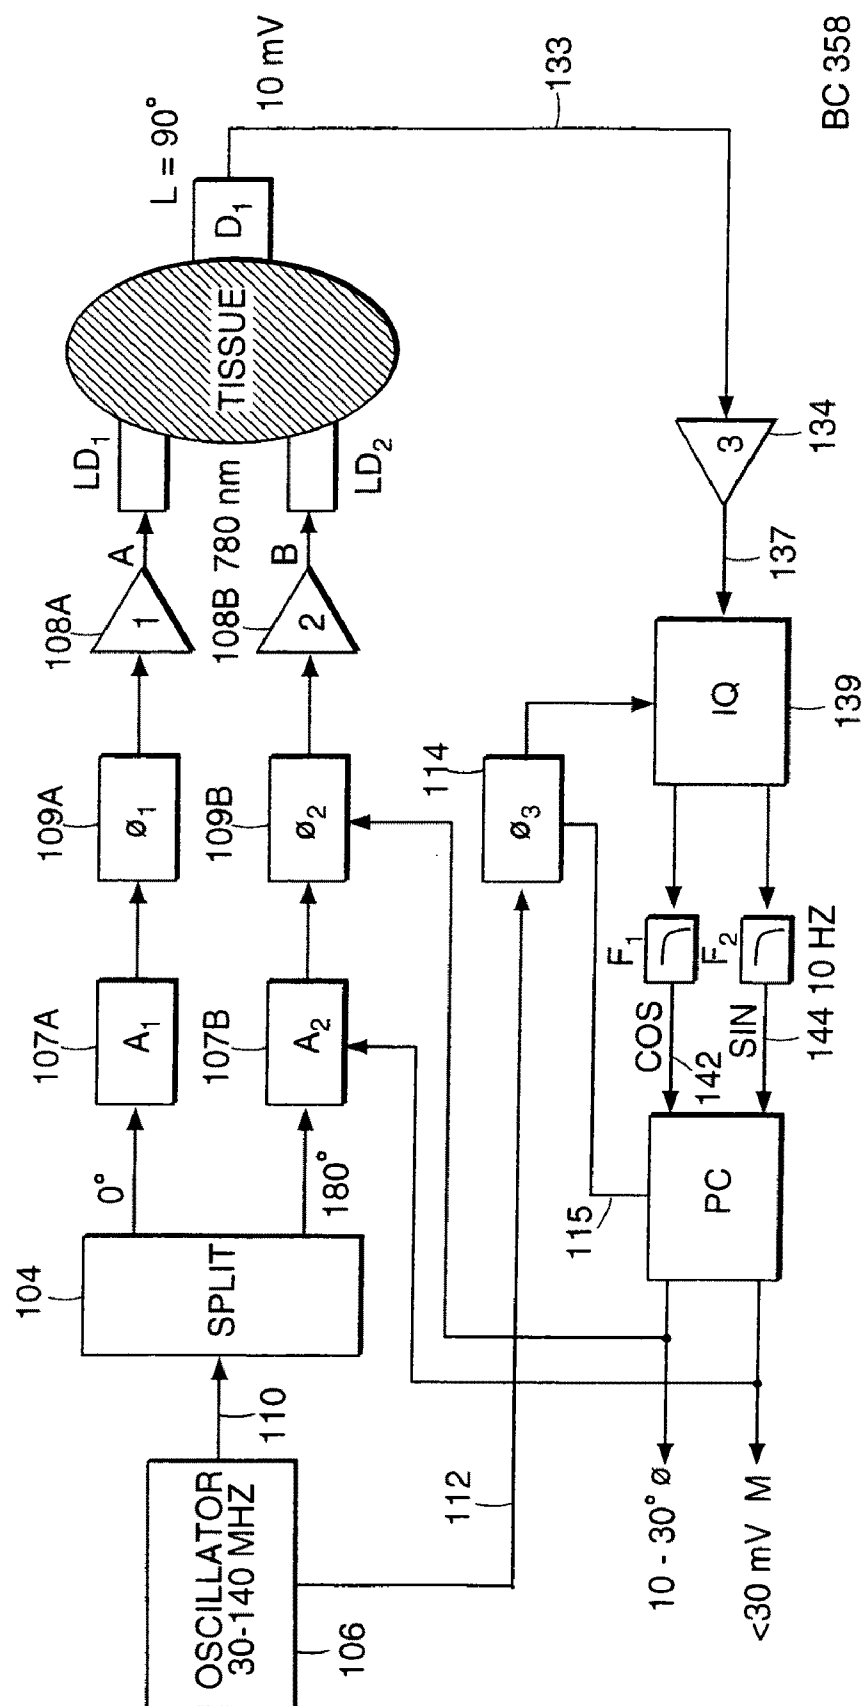 OSCILLATOR
30-140 MHZ
106
110
104
SPLIT
0°
180°
107A
A1
107B
A2
109A
ø1
109B
ø2
108A
1
A
108B
2
B
780 nm
LD1
LD2
TISSUE
D1
L = 90°
10 mV
133
3
134
137
IQ
139
114
ø3
112
115
F1
F2
10 HZ
COS
142
SIN
144
PC
10 - 30° ø
<30 mV M
BC 358